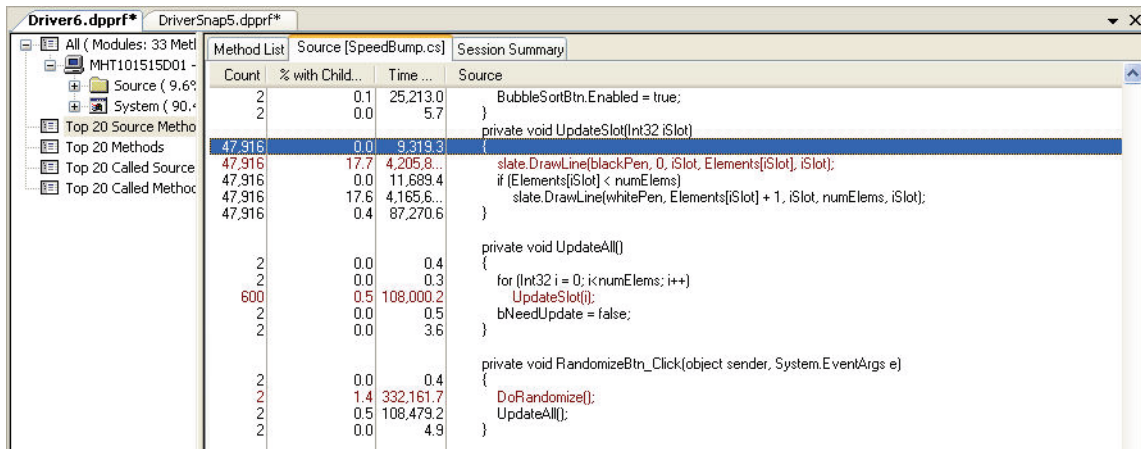 Driver6.dpprf* DriverSnap5.dpprf*
All ( Modules: 33 Metl
MHT101515D01 -
Source ( 9.6%
System ( 90.4
Top 20 Source Metho
Top 20 Methods
Top 20 Called Source
Top 20 Called Methoc
Method List Source [SpeedBump.cs] Session Summary
Count % with Child... Time ... Source
2 0.1 25,213.0 BubbleSortBtn.Enabled = true;
2 0.0 5.7 }
private void UpdateSlot(Int32 iSlot)
47,916 0.0 9,319.3 {
47,916 17.7 4,205,8... slate.DrawLine(blackPen, 0, iSlot, Elements[iSlot], iSlot);
47,916 0.0 11,689.4 if (Elements[iSlot] < numElems)
47,916 17.6 4,165,6... slate.DrawLine(whitePen, Elements[iSlot] + 1, iSlot, numElems, iSlot);
47,916 0.4 87,270.6 }
private void UpdateAll()
2 0.0 0.4 {
2 0.0 0.3 for (Int32 i = 0; i<numElems; i++)
600 0.5 108,000.2 UpdateSlot(i);
2 0.0 0.5 bNeedUpdate = false;
2 0.0 3.6 }
private void RandomizeBtn_Click(object sender, System.EventArgs e)
2 0.0 0.4 {
2 1.4 332,161.7 DoRandomize();
2 0.5 108,479.2 UpdateAll();
2 0.0 4.9 }